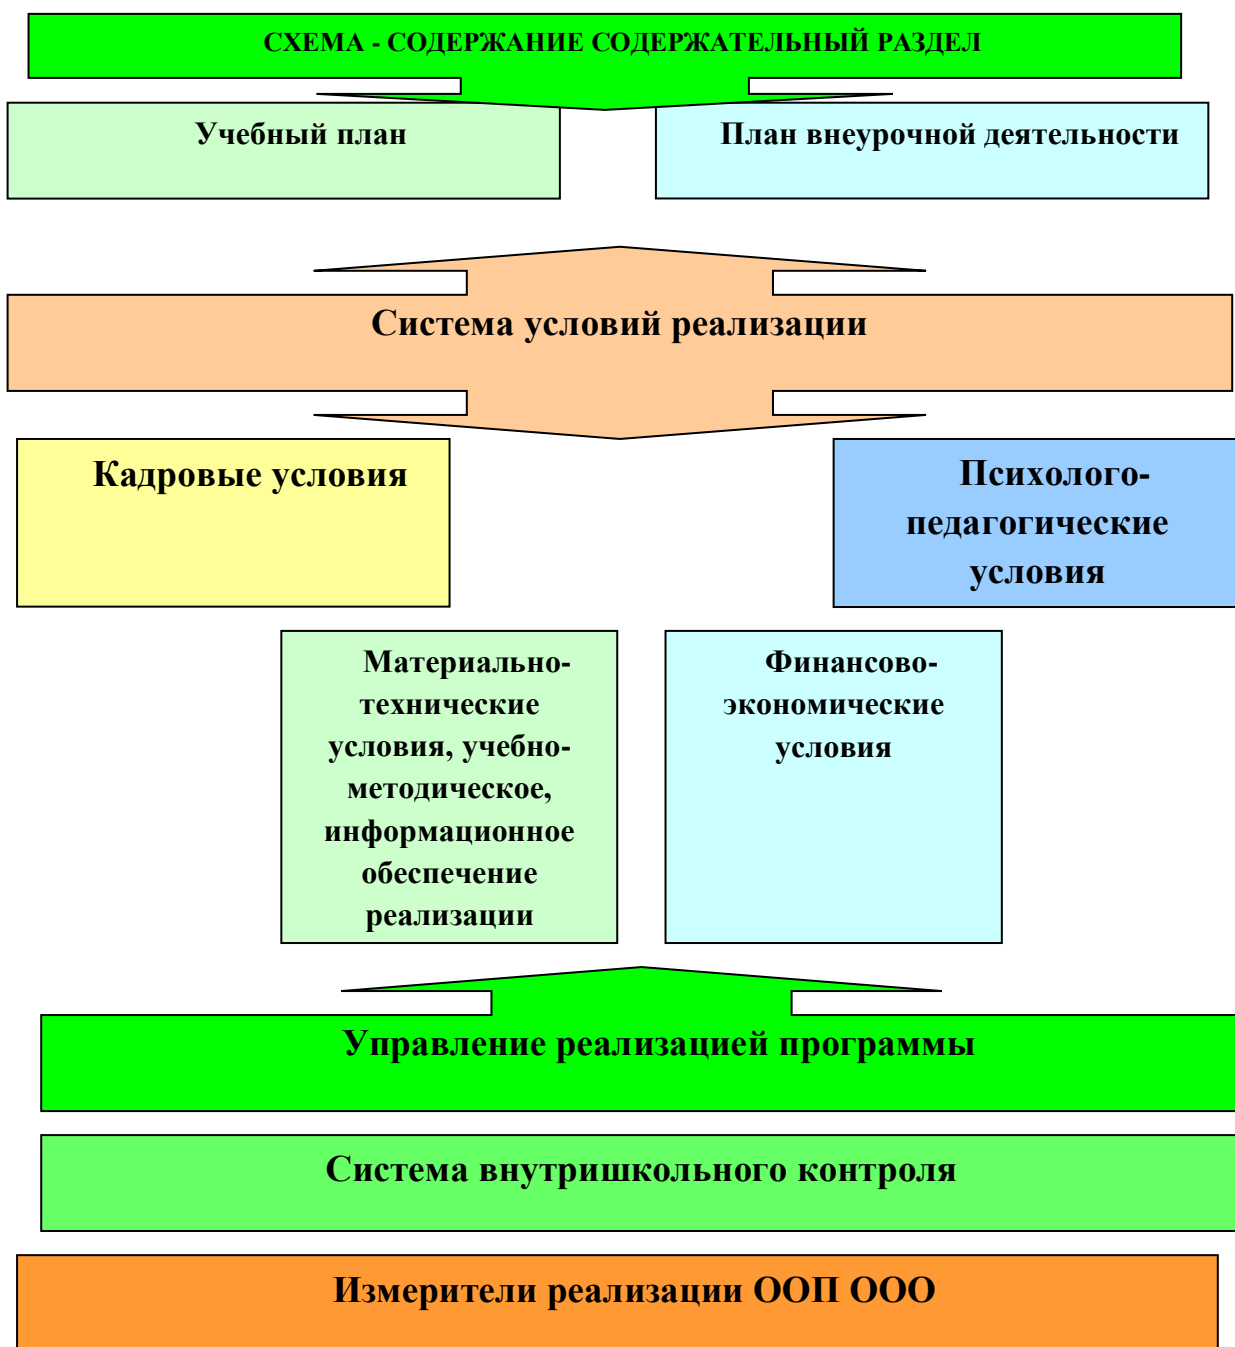 СХЕМА - СОДЕРЖАНИЕ СОДЕРЖАТЕЛЬНЫЙ РАЗДЕЛ
Учебный план
План внеурочной деятельности
Система условий реализации
Кадровые условия
Психолого-
педагогические
условия
Материально-
технические
условия, учебно-
методическое,
информационное
обеспечение
реализации
Финансово-
экономические
условия
Управление реализацией программы
Система внутришкольного контроля
Измерители реализации ООП ООО